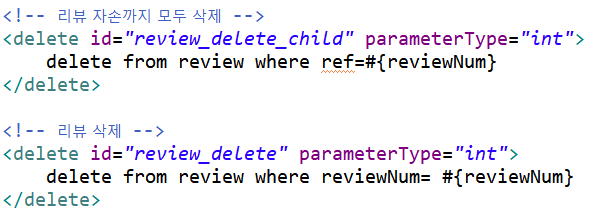 <!-- 리뷰 자손까지 모두 삭제 -->
<delete id="review_delete_child" parameterType="int">
    delete from review where ref=#{reviewNum}
</delete>

<!-- 리뷰 삭제 -->
<delete id="review_delete" parameterType="int">
    delete from review where reviewNum= #{reviewNum}
</delete>